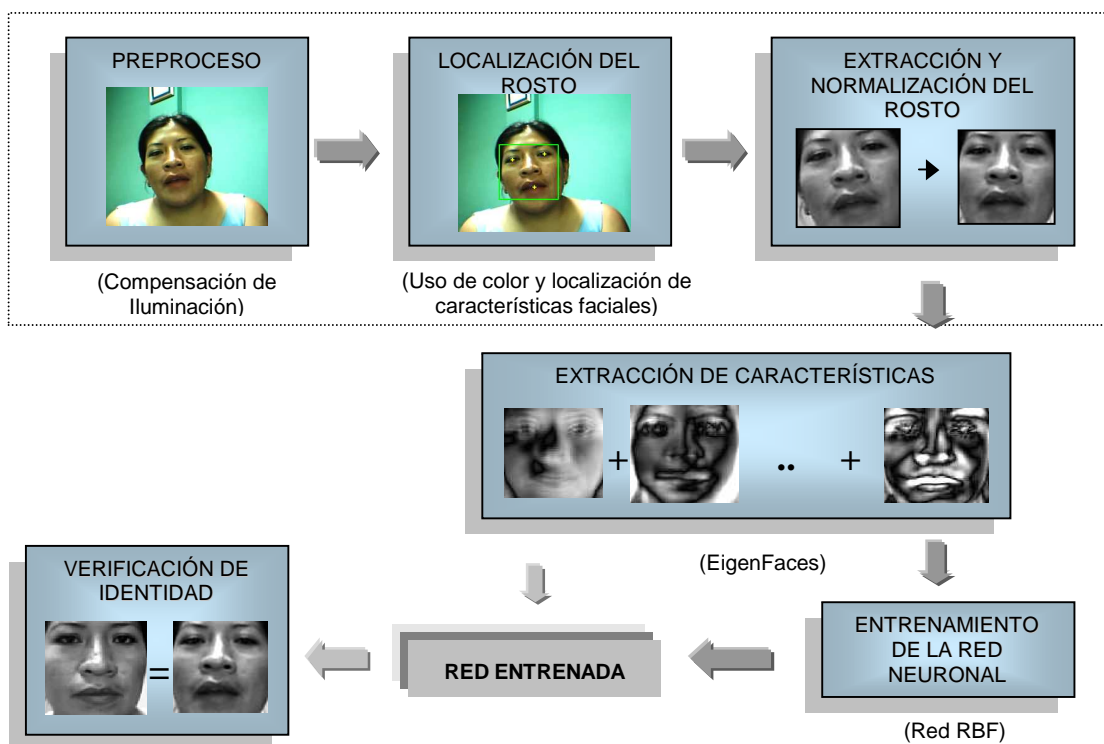 PREPROCESO
(Compensación de
Iluminación)
LOCALIZACIÓN DEL
ROSTO
(Uso de color y localización de
características faciales)
EXTRACCIÓN Y
NORMALIZACIÓN DEL
ROSTO
EXTRACCIÓN DE CARACTERÍSTICAS
+ .. +
(EigenFaces)
ENTRENAMIENTO
DE LA RED
NEURONAL
(Red RBF)
RED ENTRENADA
VERIFICACIÓN DE
IDENTIDAD
=